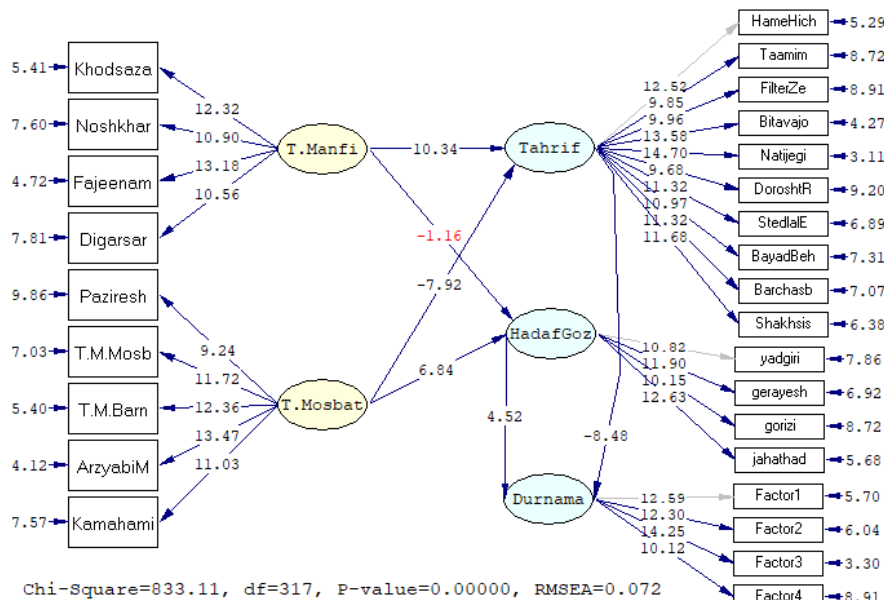 5.41
Khodsaza
7.60
Noshkhar
4.72
Fajeenam
7.81
Digarsar
9.86
Paziresh
7.03
T.M.Mosb
5.40
T.M.Barn
4.12
ArzyabiM
7.57
Kamahami
12.32
10.90
13.18
10.56
9.24
11.72
12.36
13.47
11.03
T.Manfi
T.Mosbat
10.34
-1.16
-7.92
6.84
Tahrif
HadafGoz
4.52
-8.48
Durnama
12.52
9.85
9.96
13.58
14.70
9.68
11.32
10.97
11.32
11.68
10.82
11.90
10.15
12.63
12.59
12.30
14.25
10.12
HameHich
5.29
Taamim
8.72
FilterZe
8.91
Bitavajo
4.27
Natijegi
3.11
DoroshtR
9.20
StedlalE
6.89
BayadBeh
7.31
Barchasb
7.07
Shakhsis
6.38
yadgiri
7.86
gerayesh
6.92
gorizi
8.72
jahathad
5.68
Factor1
5.70
Factor2
6.04
Factor3
3.30
Factor4
8.91
Chi-Square=833.11, df=317, P-value=0.00000, RMSEA=0.072